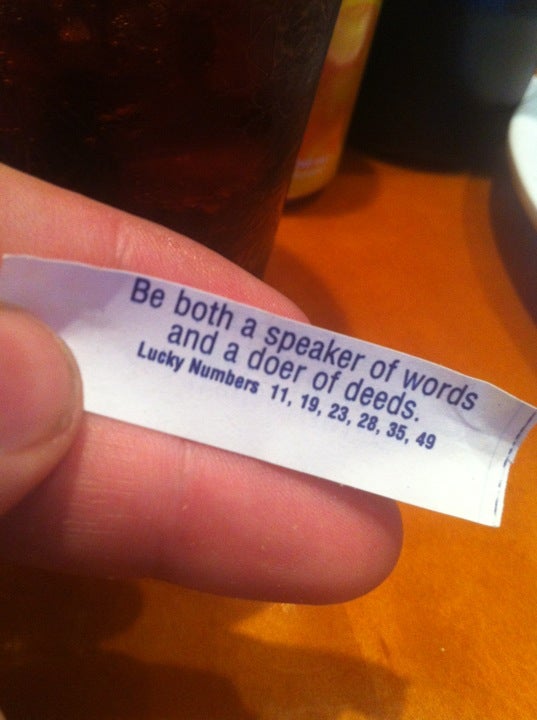 Be both a speaker of words
and a doer of deeds.
Lucky Numbers 11, 19, 23, 28, 35, 49